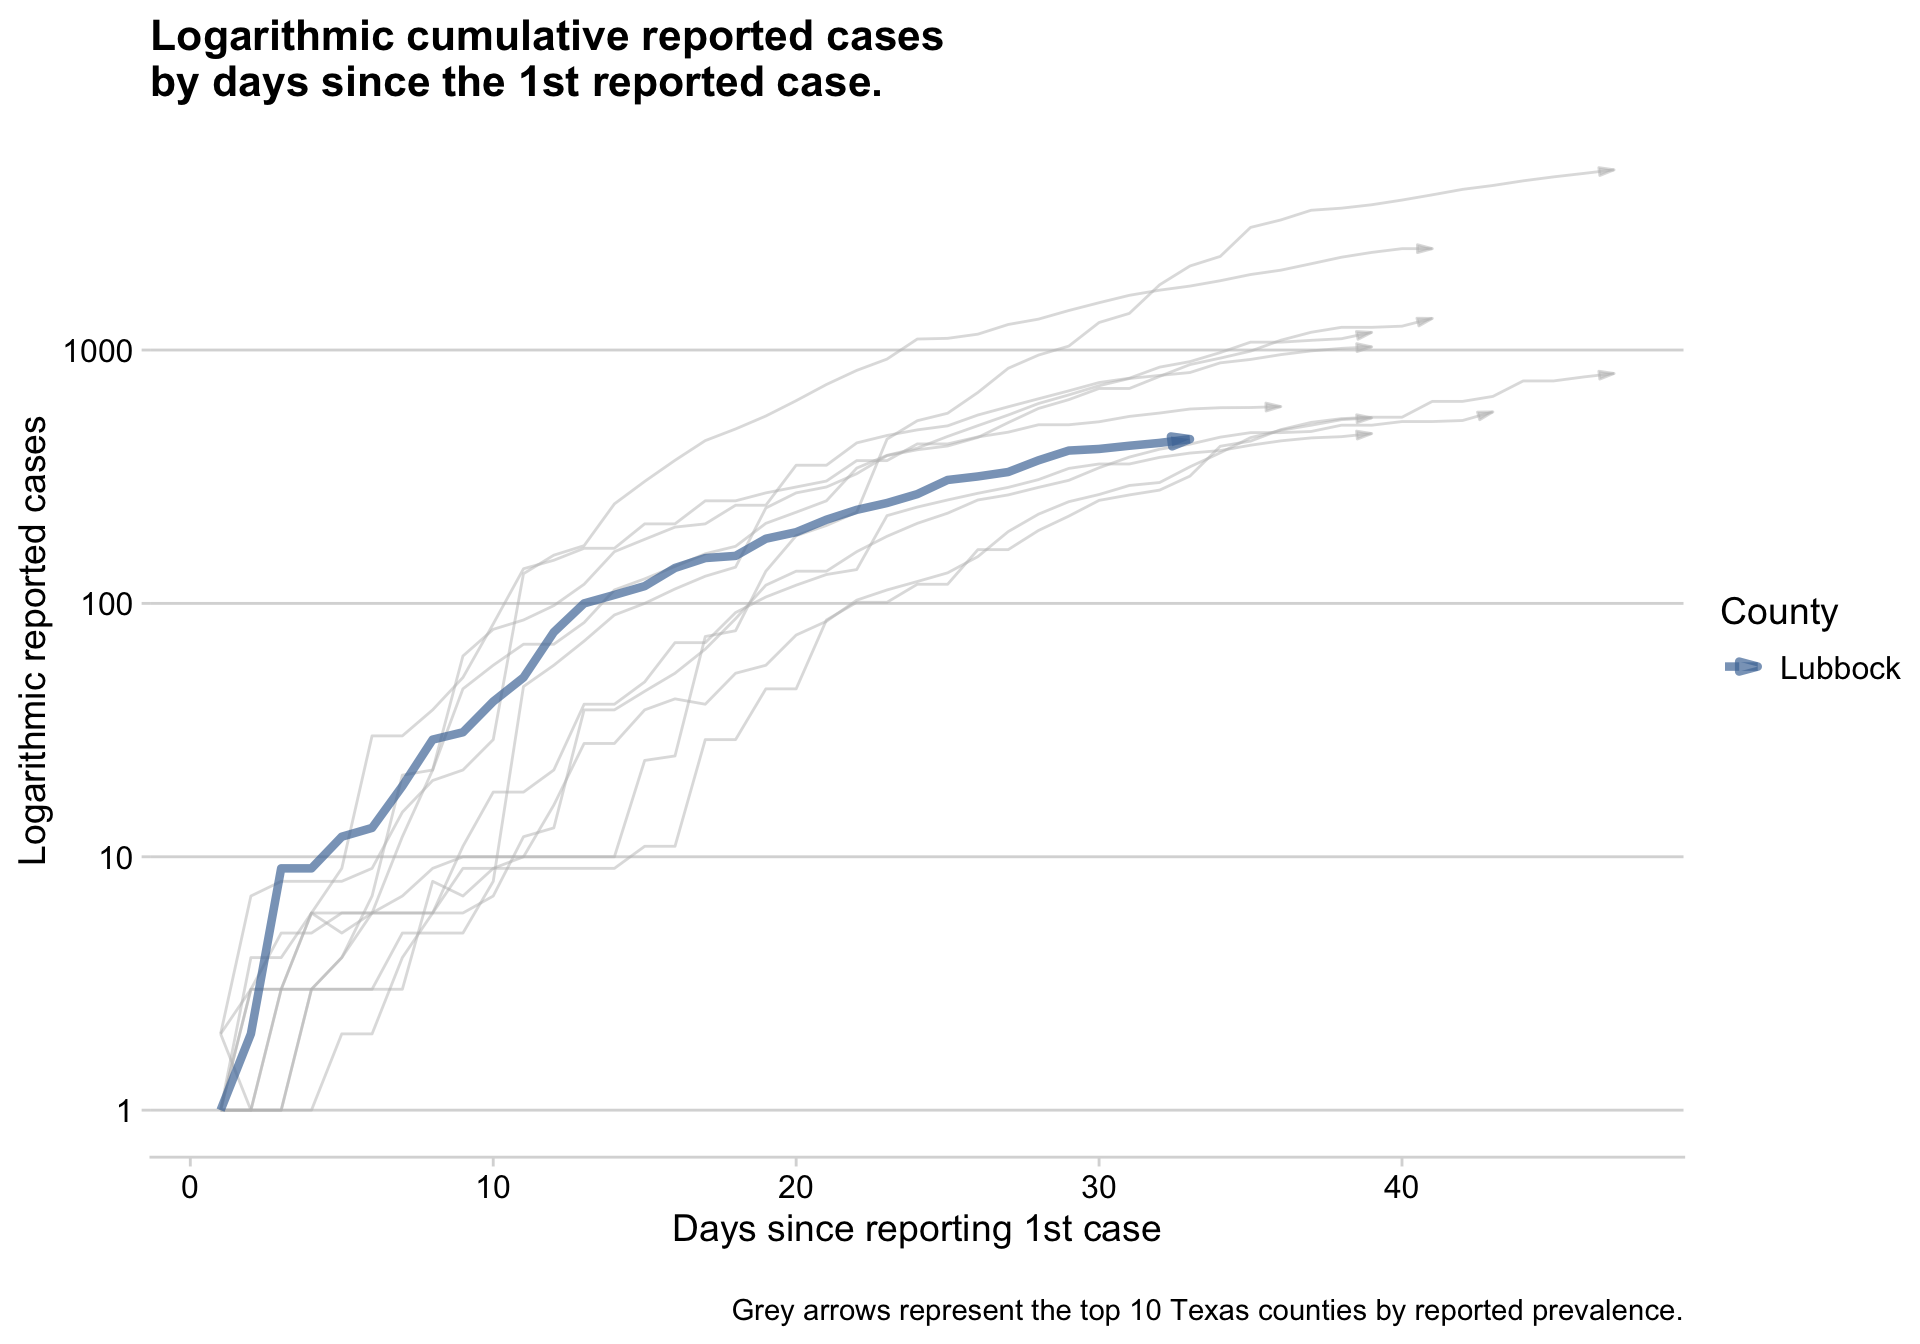 Logarithmic cumulative reported cases
by days since the 1st reported case.
Logarithmic reported cases
1000
100
10
1
0
10
20
30
40
Days since reporting 1st case
County
Lubbock
Grey arrows represent the top 10 Texas counties by reported prevalence.